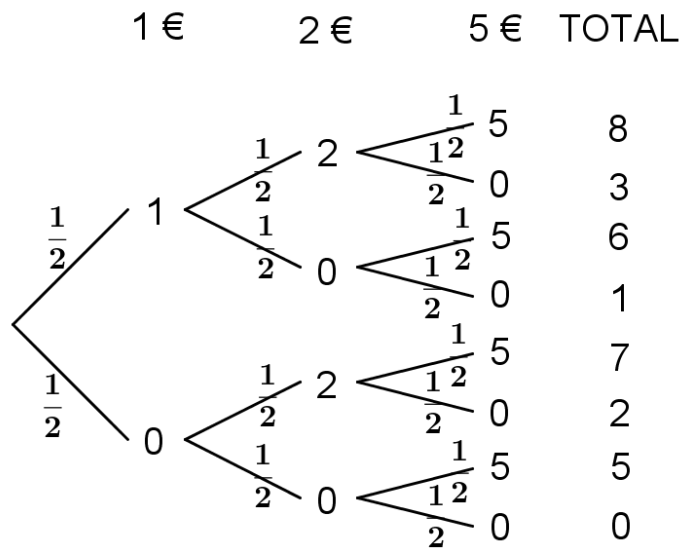 1 € 2 € 5 € TOTAL
1/2 5 8
1/2 2 1/2 0 3
1/2 1 1/2 5 6
1/2 0 1/2 0 1
1/2 5 7
1/2 2 1/2 0 2
1/2 0 1/2 5 5
1/2 0 1/2 0 0